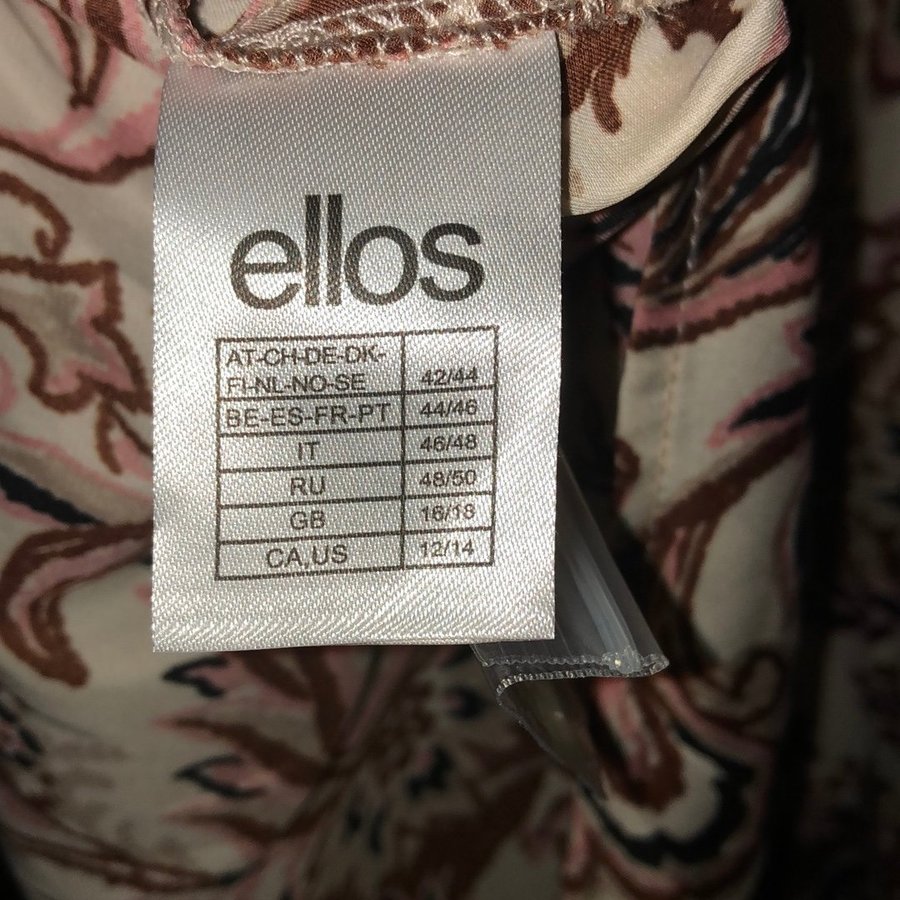 ellos
AT-CH-DE-DK-
FI-NL-NO-SE 42/44
BE-ES-FR-PT 44/46
IT 46/48
RU 48/50
GB 16/18
CA,US 12/14